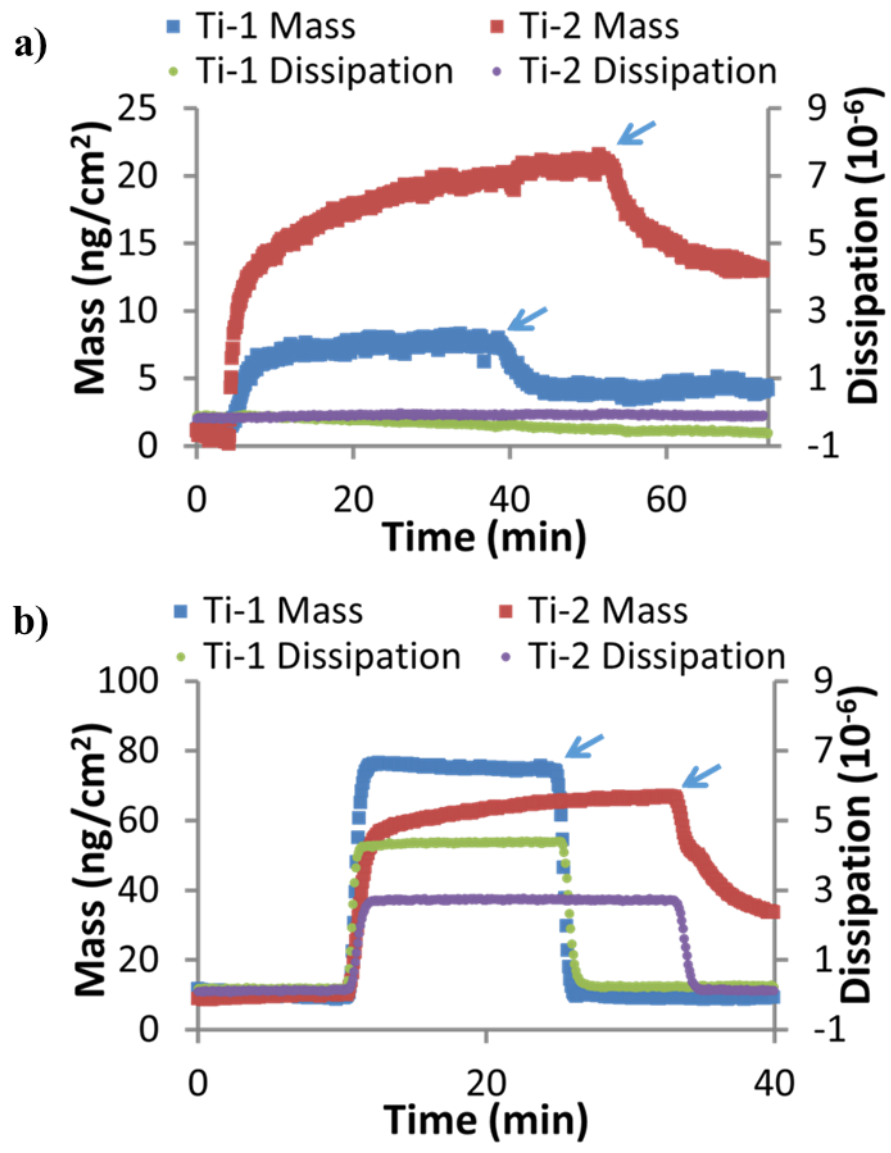 a)
Ti-1 Mass Ti-2 Mass
Ti-1 Dissipation Ti-2 Dissipation
25 9
20 7
15 5
10 3
5 1
0 -1
Mass (ng/cm²)
Dissipation (10⁻⁶)
0 20 40 60
Time (min)
b)
Ti-1 Mass Ti-2 Mass
Ti-1 Dissipation Ti-2 Dissipation
100 9
80 7
60 5
40 3
20 1
0 -1
Mass (ng/cm²)
Dissipation (10⁻⁶)
0 20 40
Time (min)